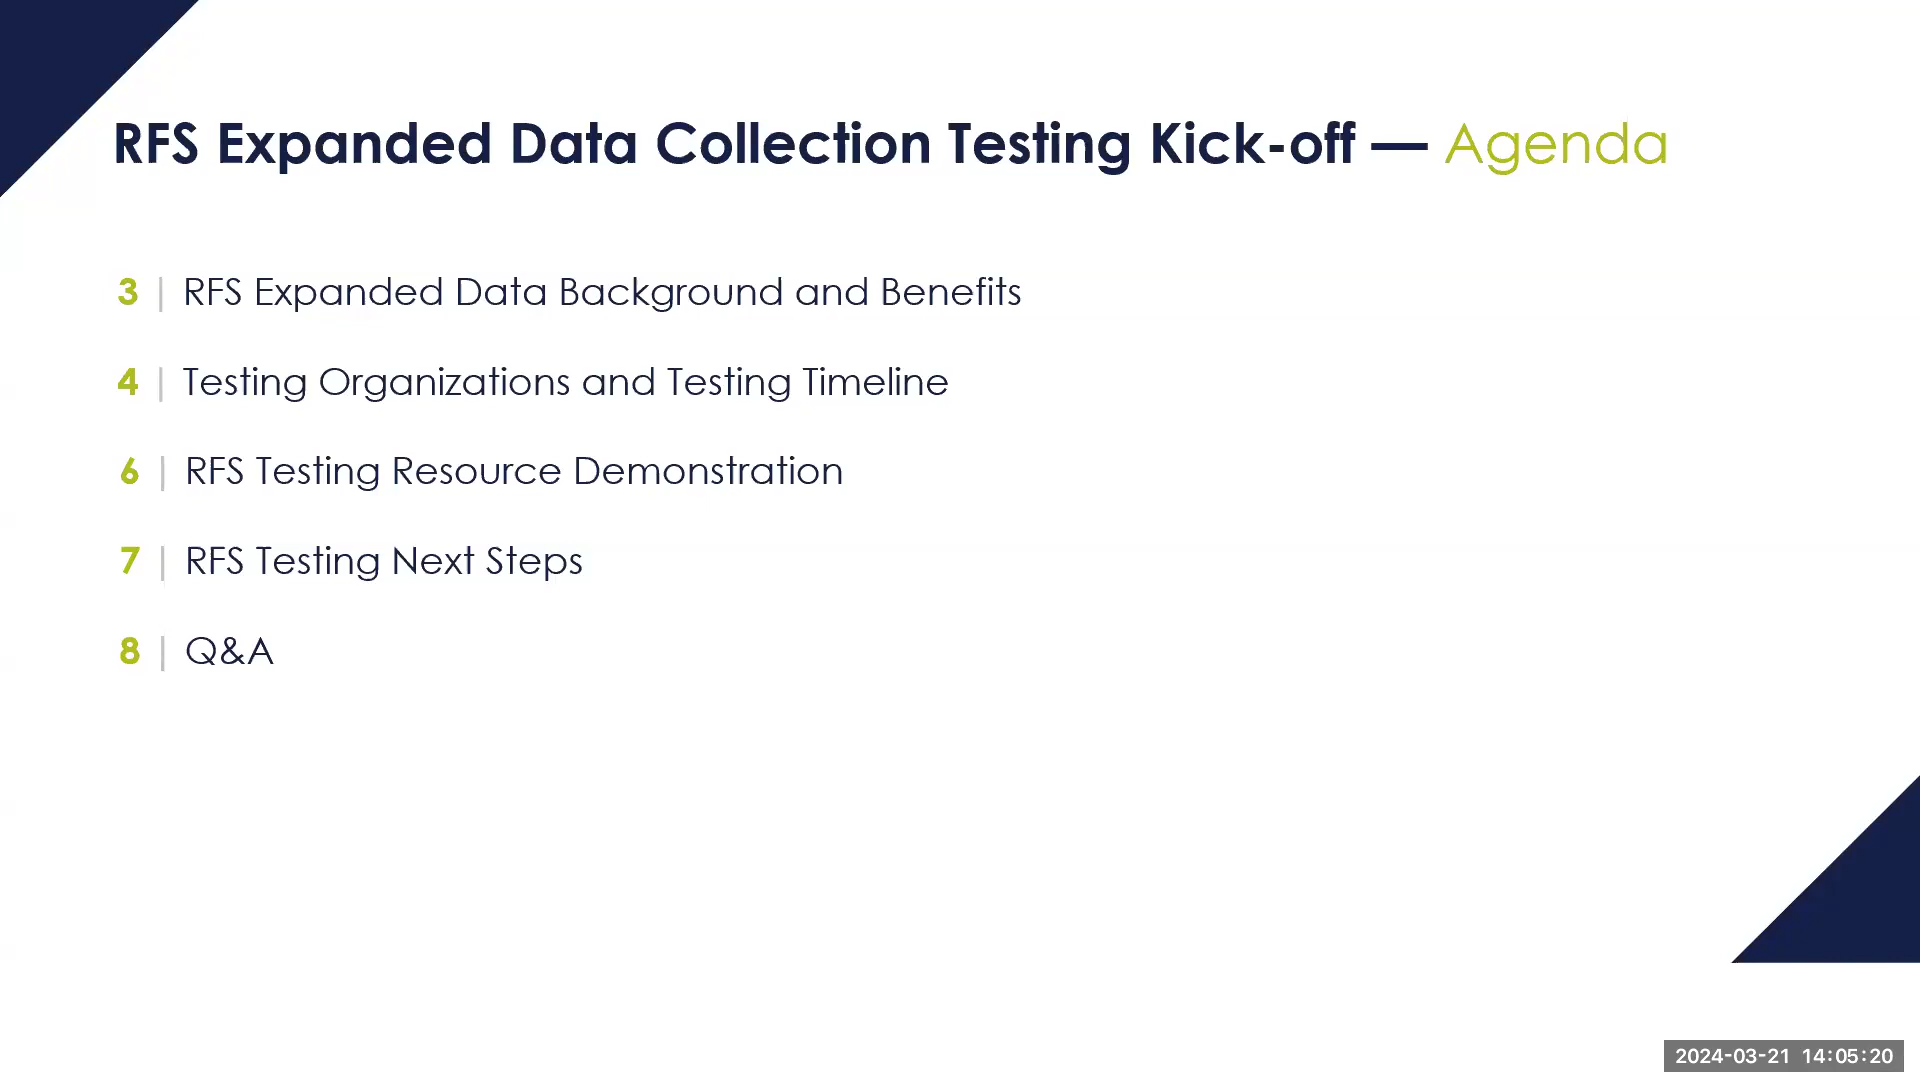 RFS Expanded Data Collection Testing Kick-off — Agenda
3 | RFS Expanded Data Background and Benefits
4 | Testing Organizations and Testing Timeline
6 | RFS Testing Resource Demonstration
7 | RFS Testing Next Steps
8 | Q&A
2024-03-21 14:05:20